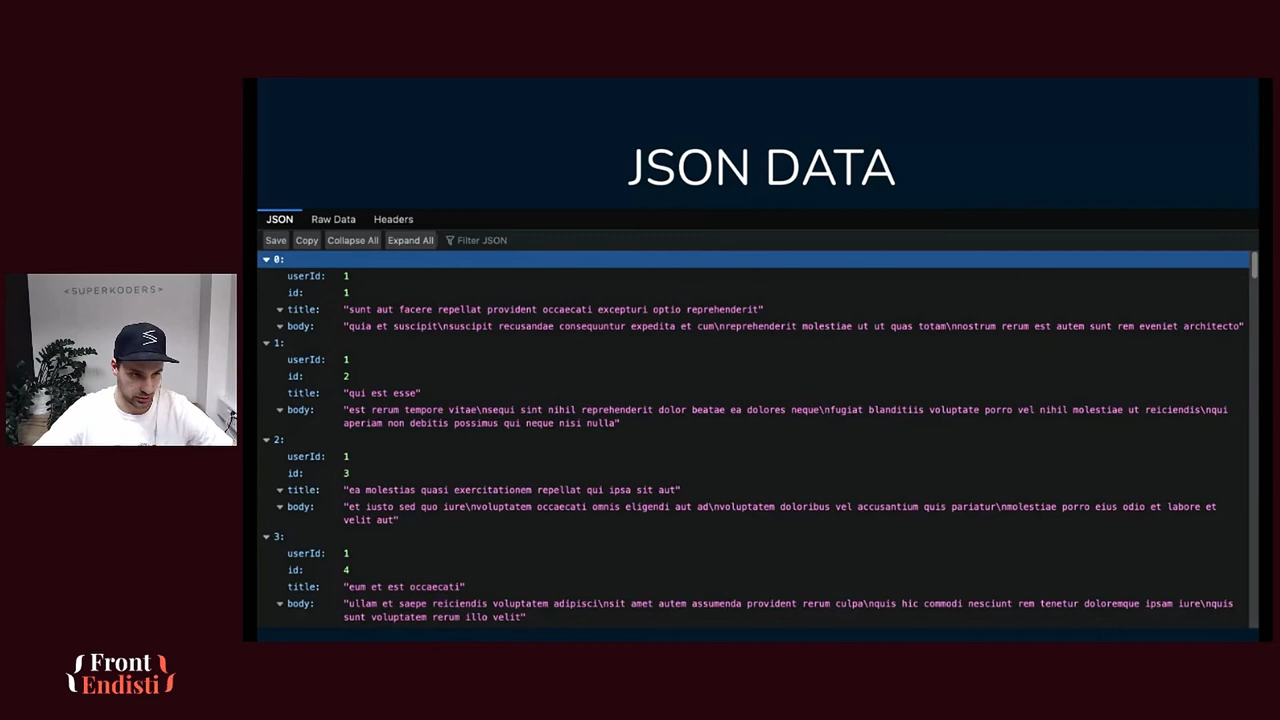 JSON DATA
JSON Raw Data Headers
Save Copy Collapse All Expand All Filter JSON
0:
userId: 1
id: 1
title: "sunt aut facere repellat provident occaecati excepturi optio reprehenderit"
body: "quia et suscipit\nsuscipit recusandae consequuntur expedita et cum\nreprehenderit molestiae ut ut quas totam\nnostrum rerum est autem sunt rem eveniet architecto"
1:
userId: 1
id: 2
title: "qui est esse"
body: "est rerum tempore vitae\nsequi sint nihil reprehenderit dolor beatae ea dolores neque\nfugiat blanditiis voluptate porro vel nihil molestiae ut reiciendis\nqui
aperiam non debitis possimus qui neque nisi nulla"
2:
userId: 1
id: 3
title: "ea molestias quasi exercitationem repellat qui ipsa sit aut"
body: "et iusto sed quo iure\nvoluptatem occaecati omnis eligendi aut ad\nvoluptatem doloribus vel accusantium quis pariatur\nmolestiae porro eius odio et labore et
velit aut"
3:
userId: 1
id: 4
title: "eum et est occaecati"
body: "ullam et saepe reiciendis voluptatem adipisci\nsit amet autem assumenda provident rerum culpa\nquis hic commodi nesciunt rem tenetur doloremque ipsam iure\nquis
sunt voluptatem rerum illo velit"
<SUPERKODERS>
{Front
Endisti}